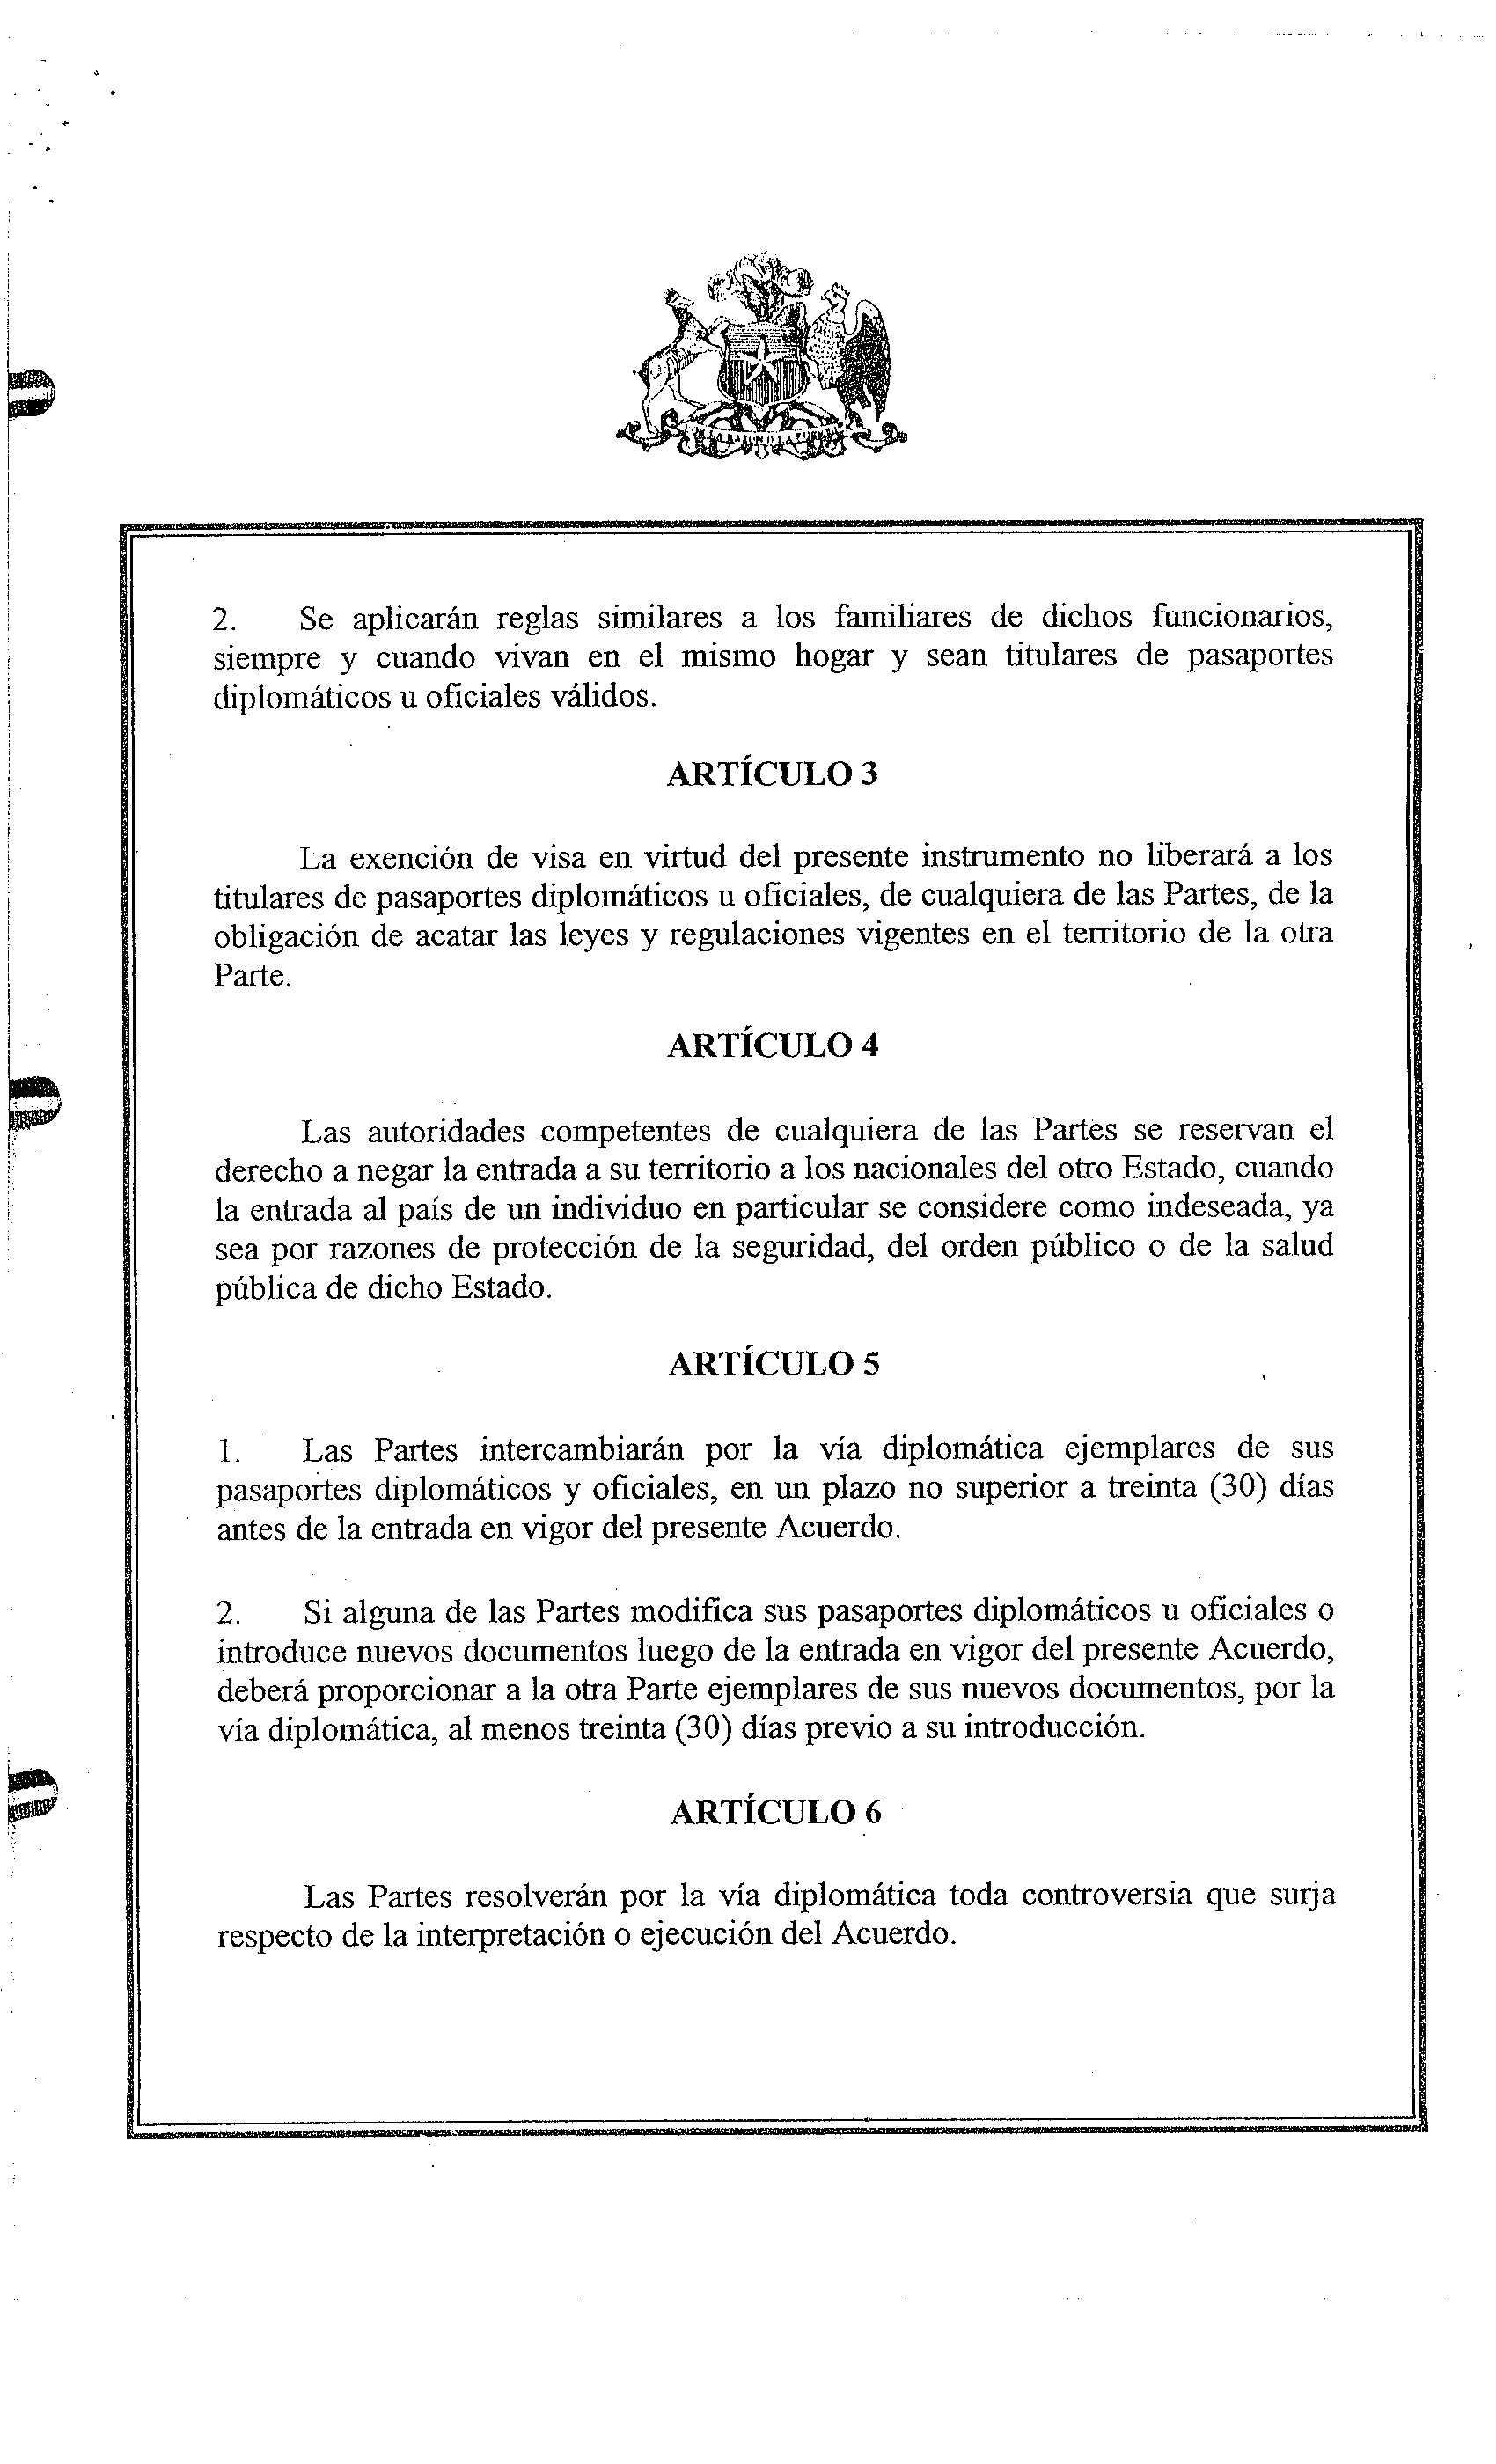 2. Se aplicarán reglas similares a los familiares de dichos funcionarios,
siempre y cuando vivan en el mismo hogar y sean titulares de pasaportes
diplomáticos u oficiales válidos.
ARTÍCULO 3
La exención de visa en virtud del presente instrumento no liberará a los
titulares de pasaportes diplomáticos u oficiales, de cualquiera de las Partes, de la
obligación de acatar las leyes y regulaciones vigentes en el territorio de la otra
Parte.
ARTÍCULO 4
Las autoridades competentes de cualquiera de las Partes se reservan el
derecho a negar la entrada a su territorio a los nacionales del otro Estado, cuando
la entrada al país de un individuo en particular se considere como indeseada, ya
sea por razones de protección de la seguridad, del orden público o de la salud
pública de dicho Estado.
ARTÍCULO 5
1. Las Partes intercambiarán por la vía diplomática ejemplares de sus
pasaportes diplomáticos y oficiales, en un plazo no superior a treinta (30) días
antes de la entrada en vigor del presente Acuerdo.
2. Si alguna de las Partes modifica sus pasaportes diplomáticos u oficiales o
introduce nuevos documentos luego de la entrada en vigor del presente Acuerdo,
deberá proporcionar a la otra Parte ejemplares de sus nuevos documentos, por la
vía diplomática, al menos treinta (30) días previo a su introducción.
ARTÍCULO 6
Las Partes resolverán por la vía diplomática toda controversia que surja
respecto de la interpretación o ejecución del Acuerdo.